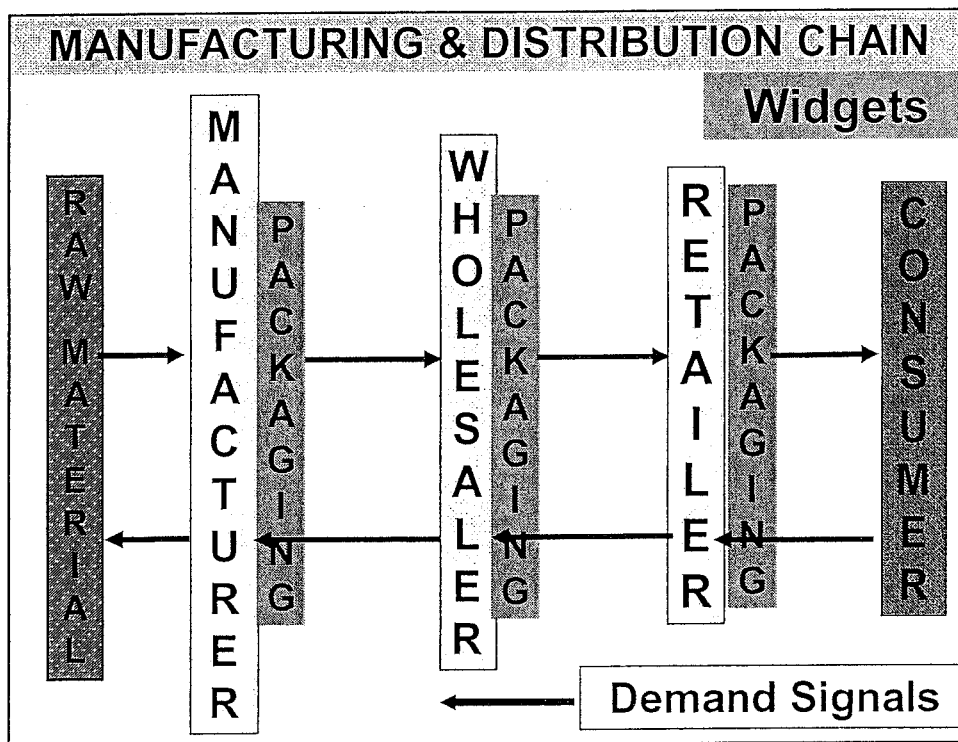 MANUFACTURING & DISTRIBUTION CHAIN
Widgets
RAW MATERIAL
MANUFACTURER
PACKAGING
WHOLESALER
PACKAGING
RETAILER
PACKAGING
CONSUMER
Demand Signals